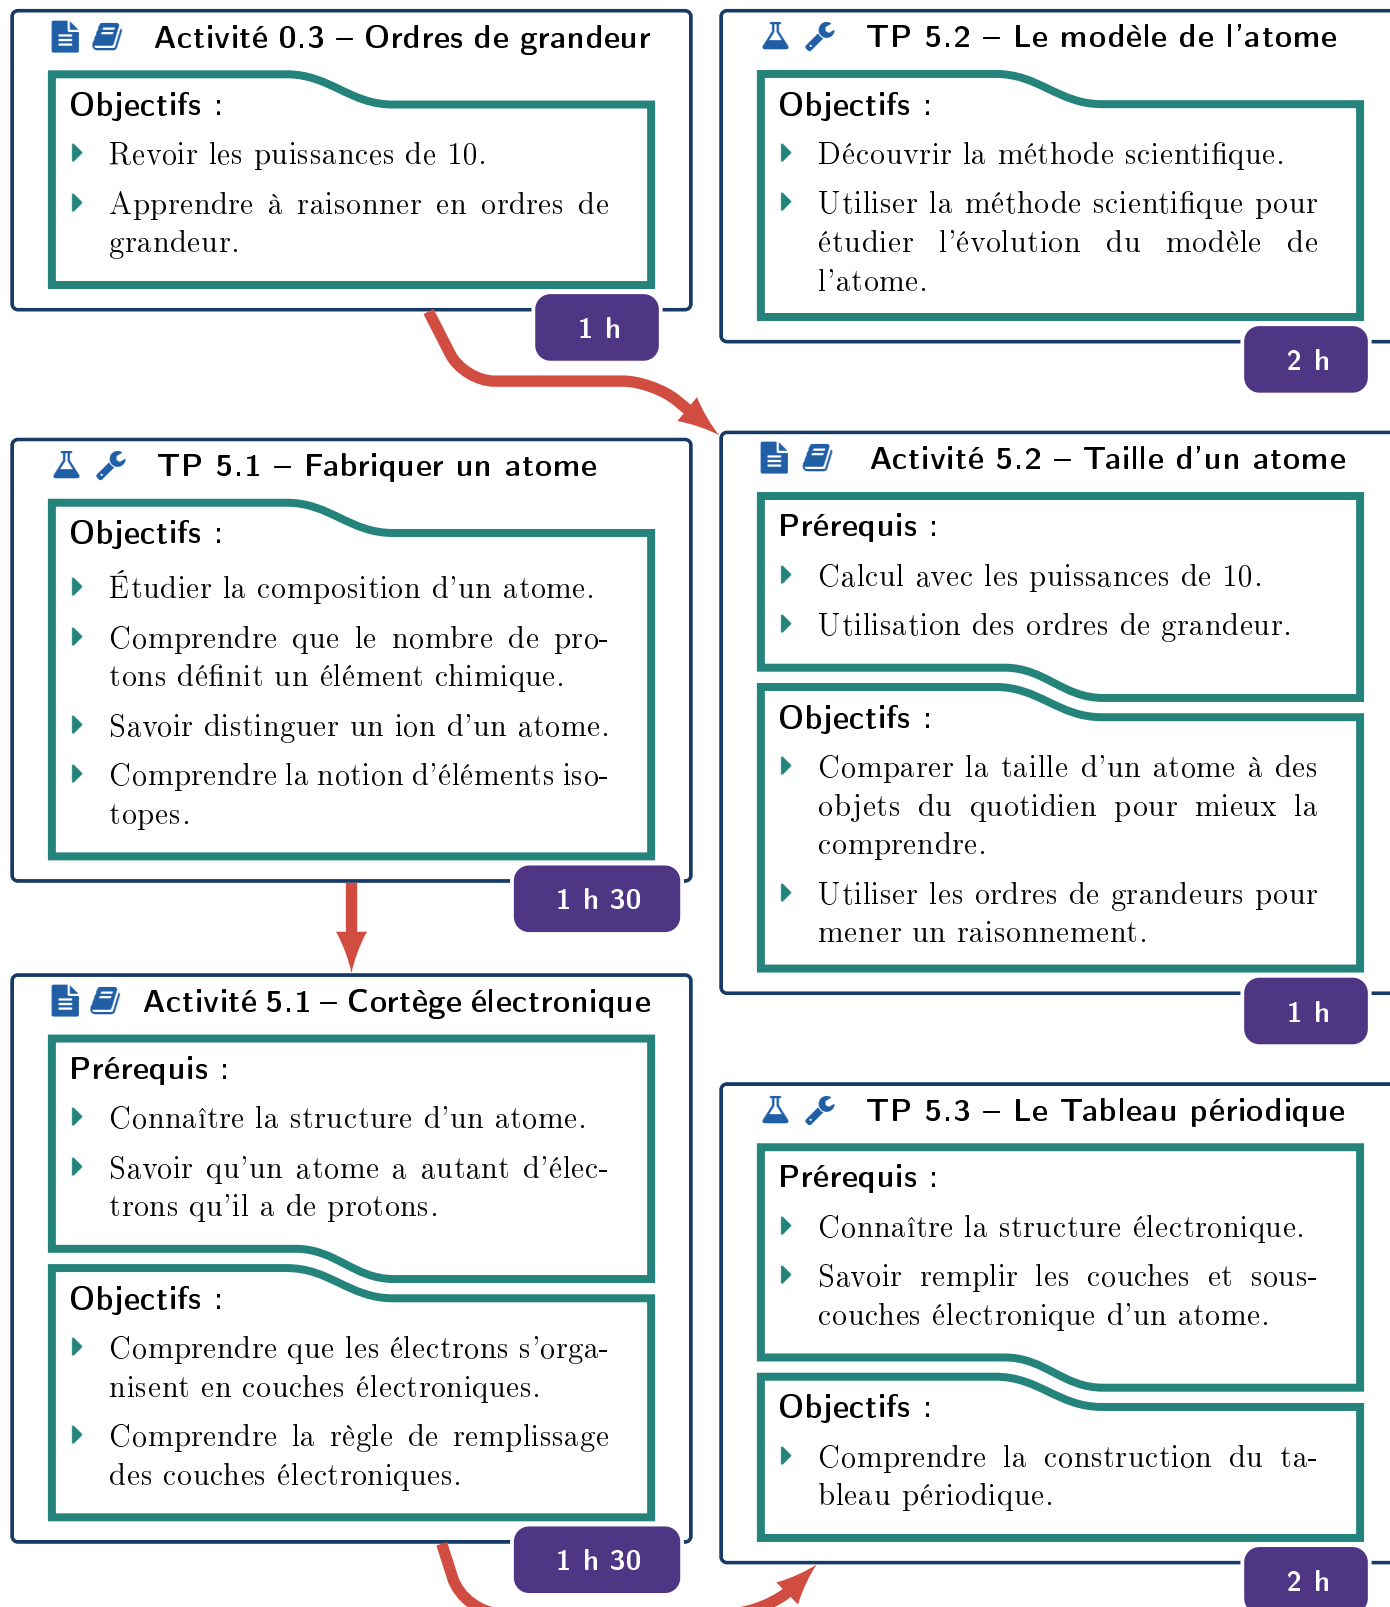 Activité 0.3 – Ordres de grandeur
Objectifs :
Revoir les puissances de 10.
Apprendre à raisonner en ordres de
grandeur.
1 h
TP 5.1 – Fabriquer un atome
Objectifs :
Étudier la composition d'un atome.
Comprendre que le nombre de pro-
tons définit un élément chimique.
Savoir distinguer un ion d'un atome.
Comprendre la notion d'éléments iso-
topes.
1 h 30
Activité 5.1 – Cortège électronique
Prérequis :
Connaître la structure d'un atome.
Savoir qu'un atome a autant d'élec-
trons qu'il a de protons.
Objectifs :
Comprendre que les électrons s'orga-
nisent en couches électroniques.
Comprendre la règle de remplissage
des couches électroniques.
1 h 30
TP 5.2 – Le modèle de l'atome
Objectifs :
Découvrir la méthode scientifique.
Utiliser la méthode scientifique pour
étudier l'évolution du modèle de
l'atome.
2 h
Activité 5.2 – Taille d'un atome
Prérequis :
Calcul avec les puissances de 10.
Utilisation des ordres de grandeur.
Objectifs :
Comparer la taille d'un atome à des
objets du quotidien pour mieux la
comprendre.
Utiliser les ordres de grandeurs pour
mener un raisonnement.
1 h
TP 5.3 – Le Tableau périodique
Prérequis :
Connaître la structure électronique.
Savoir remplir les couches et sous-
couches électronique d'un atome.
Objectifs :
Comprendre la construction du ta-
bleau périodique.
2 h